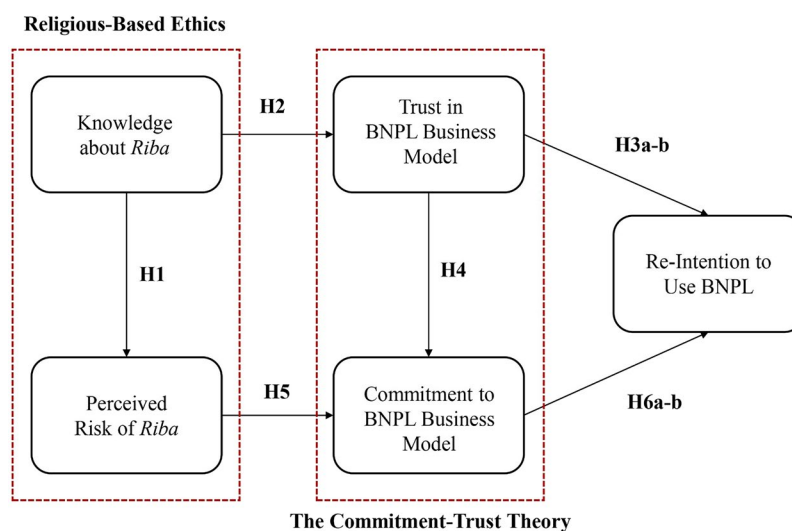 Religious-Based Ethics
Knowledge
about Riba
H2
Trust in
BNPL Business
Model
H3a-b
H1
H4
Re-Intention to
Use BNPL
Perceived
Risk of Riba
H5
Commitment to
BNPL Business
Model
H6a-b
The Commitment-Trust Theory